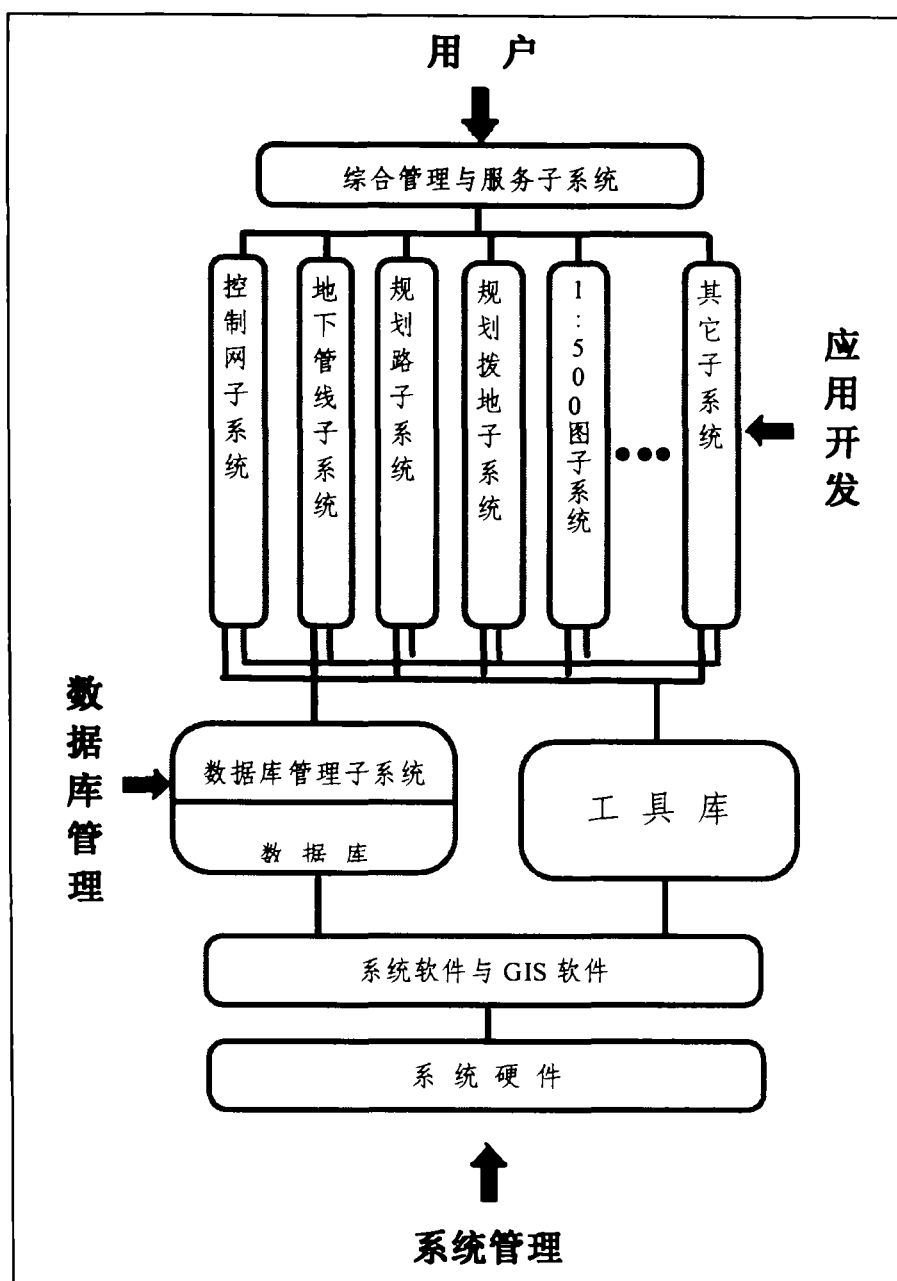 用 户
综合管理与服务子系统
控制网子系统
地下管线子系统
规划路子系统
规划拨地子系统
1:500图子系统
其它子系统
应用开发
数据库管理
数据库管理子系统
数 据 库
工 具 库
系统软件与 GIS 软件
系 统 硬 件
系统管理